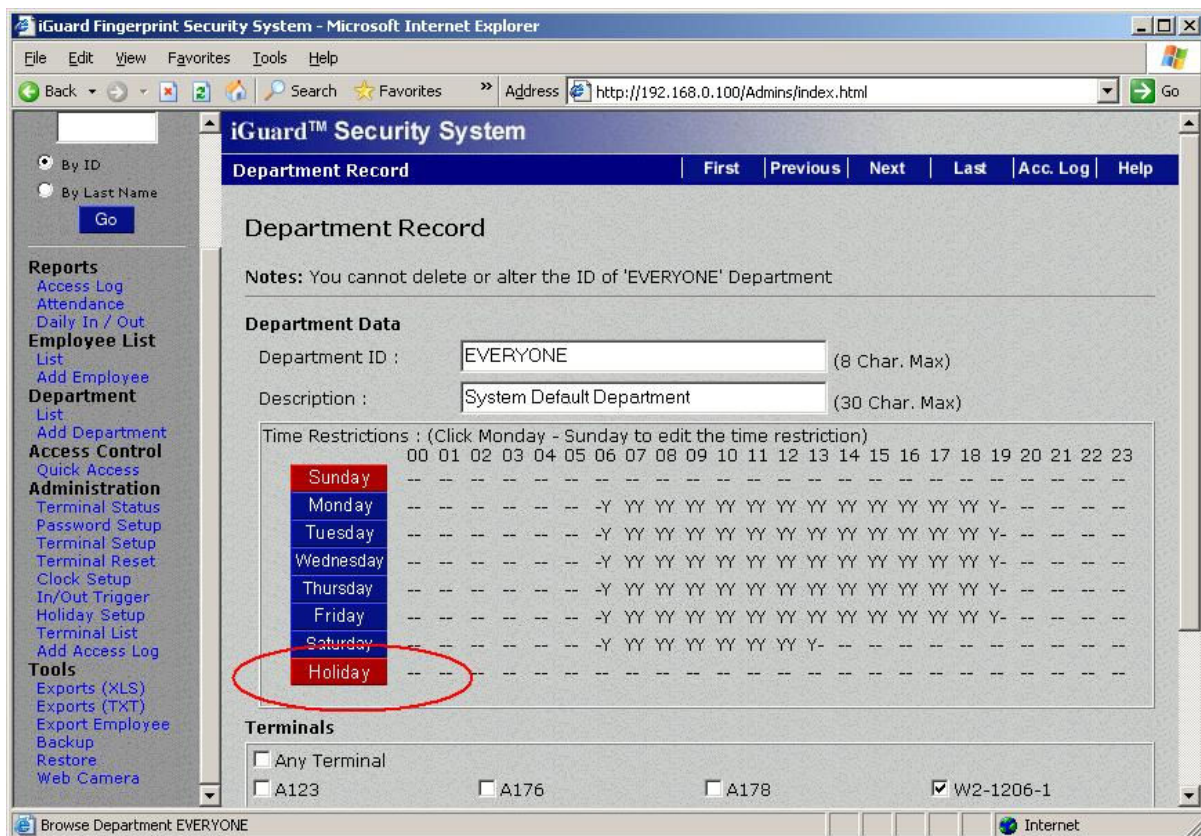 iGuard Fingerprint Security System - Microsoft Internet Explorer
File Edit View Favorites Tools Help
Back Search Favorites » Address http://192.168.0.100/Admins/index.html Go
By ID
By Last Name
Go
Reports
Access Log
Attendance
Daily In / Out
Employee List
List
Add Employee
Department
List
Add Department
Access Control
Quick Access
Administration
Terminal Status
Password Setup
Terminal Setup
Terminal Reset
Clock Setup
In/Out Trigger
Holiday Setup
Terminal List
Add Access Log
Tools
Exports (XLS)
Exports (TXT)
Export Employee
Backup
Restore
Web Camera
iGuard™ Security System
Department Record First | Previous | Next | Last | Acc. Log | Help
Department Record
Notes: You cannot delete or alter the ID of 'EVERYONE' Department
Department Data
Department ID : EVERYONE (8 Char. Max)
Description : System Default Department (30 Char. Max)
Time Restrictions : (Click Monday - Sunday to edit the time restriction)
00 01 02 03 04 05 06 07 08 09 10 11 12 13 14 15 16 17 18 19 20 21 22 23
Sunday -- -- -- -- -- -- -- -- -- -- -- -- -- -- -- -- -- -- -- -- -- -- -- --
Monday -- -- -- -- -- -- -Y YY YY YY YY YY YY YY YY YY YY YY YY Y- -- -- -- --
Tuesday -- -- -- -- -- -- -Y YY YY YY YY YY YY YY YY YY YY YY YY Y- -- -- -- --
Wednesday -- -- -- -- -- -- -Y YY YY YY YY YY YY YY YY YY YY YY YY Y- -- -- -- --
Thursday -- -- -- -- -- -- -Y YY YY YY YY YY YY YY YY YY YY YY YY Y- -- -- -- --
Friday -- -- -- -- -- -- -Y YY YY YY YY YY YY YY YY YY YY YY YY Y- -- -- -- --
Saturday -- -- -- -- -- -- -Y YY YY YY YY YY YY Y- -- -- -- -- -- -- -- -- -- --
Holiday -- -- -- -- -- -- -- -- -- -- -- -- -- -- -- -- -- -- -- -- -- -- -- --
Terminals
Any Terminal
A123 A176 A178 W2-1206-1
Browse Department EVERYONE Internet